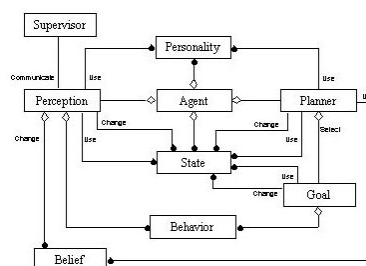 Supervisor
Personality
Communicate
Use
Use
Perception
Agent
Planner
U
Change
Change
Use
Change
Use
Select
State
Use
Change
Goal
Behavior
Belief